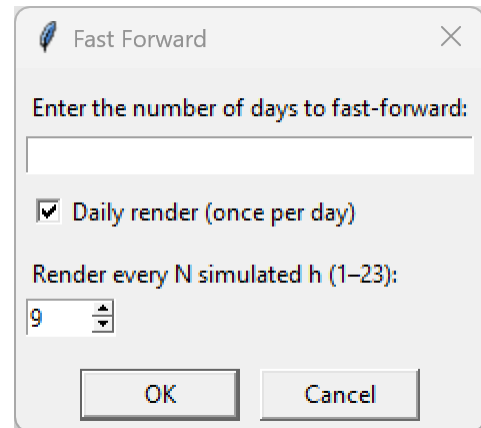 Fast Forward
Enter the number of days to fast-forward:
Daily render (once per day)
Render every N simulated h (1–23):
9
OK Cancel